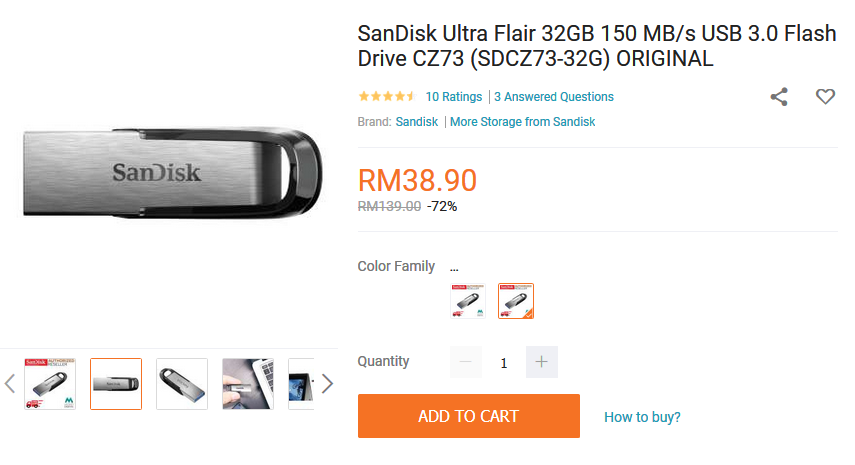 SanDisk Ultra Flair 32GB 150 MB/s USB 3.0 Flash
Drive CZ73 (SDCZ73-32G) ORIGINAL
10 Ratings | 3 Answered Questions
Brand: Sandisk | More Storage from Sandisk
SanDisk
RM38.90
RM139.00 -72%
Color Family ...
Quantity 1
ADD TO CART How to buy?
SanDisk